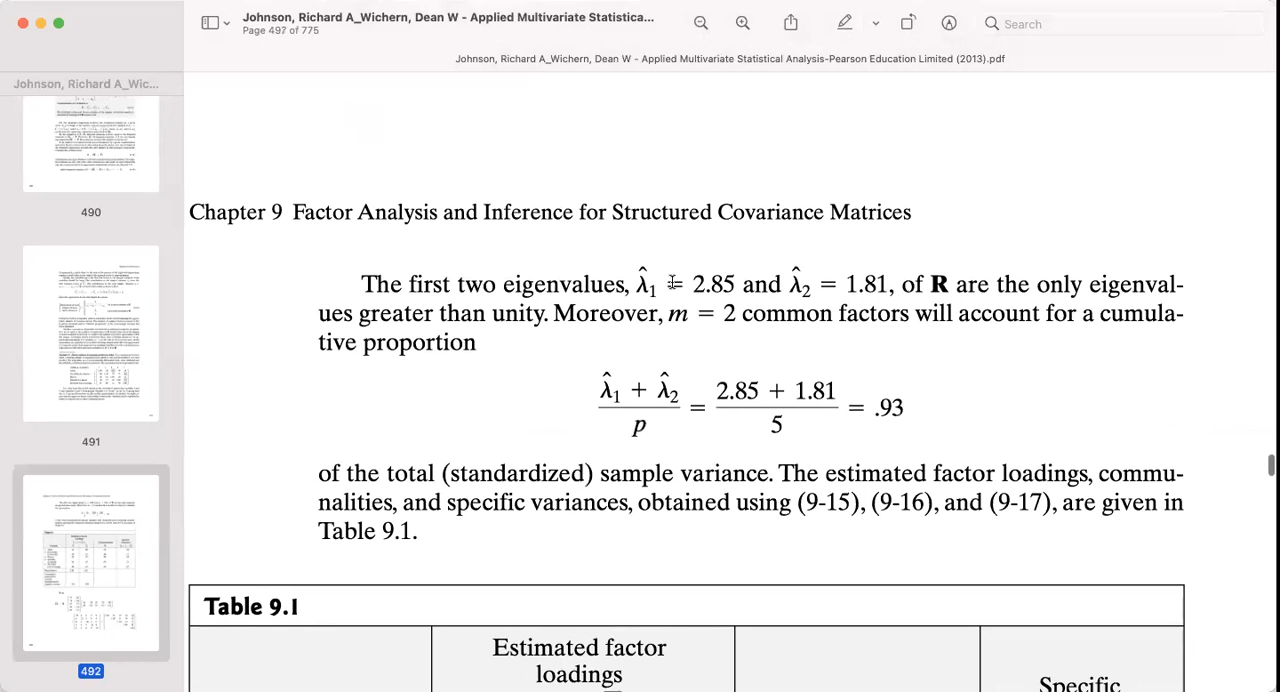 Johnson, Richard A_Wichern, Dean W - Applied Multivariate Statistica...
Page 497 of 775
Search
Johnson, Richard A_Wichern, Dean W - Applied Multivariate Statistical Analysis-Pearson Education Limited (2013).pdf
Johnson, Richard A_Wic...
490
491
492
Chapter 9 Factor Analysis and Inference for Structured Covariance Matrices
The first two eigenvalues, λ̂₁ = 2.85 and λ̂₂ = 1.81, of R are the only eigenval-
ues greater than unity. Moreover, m = 2 common factors will account for a cumula-
tive proportion
λ̂₁ + λ̂₂ / p = 2.85 + 1.81 / 5 = .93
of the total (standardized) sample variance. The estimated factor loadings, commu-
nalities, and specific variances, obtained using (9-15), (9-16), and (9-17), are given in
Table 9.1.
Table 9.1
Estimated factor
loadings
Specific